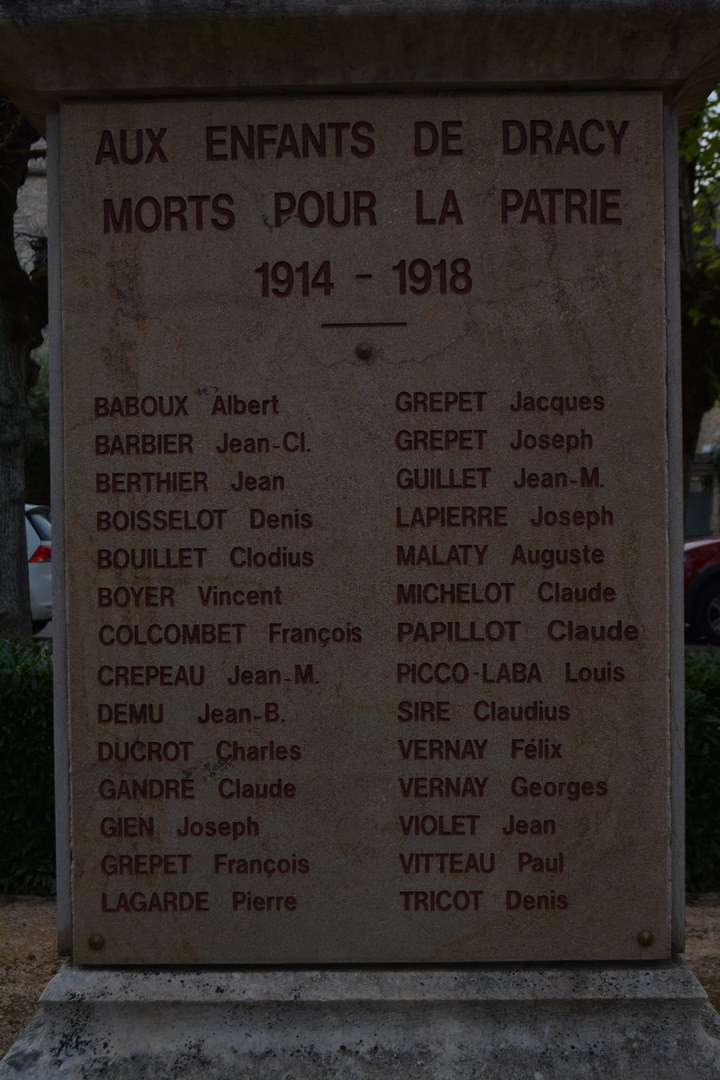 AUX ENFANTS DE DRACY
MORTS POUR LA PATRIE
1914 - 1918
BABOUX Albert
BARBIER Jean-Cl.
BERTHIER Jean
BOISSELOT Denis
BOUILLET Clodius
BOYER Vincent
COLCOMBET François
CREPEAU Jean-M.
DEMU Jean-B.
DUCROT Charles
GANDRÉ Claude
GIEN Joseph
GREPET François
LAGARDE Pierre
GREPET Jacques
GREPET Joseph
GUILLET Jean-M.
LAPIERRE Joseph
MALATY Auguste
MICHELOT Claude
PAPILLOT Claude
PICCO-LABA Louis
SIRE Claudius
VERNAY Félix
VERNAY Georges
VIOLET Jean
VITTEAU Paul
TRICOT Denis